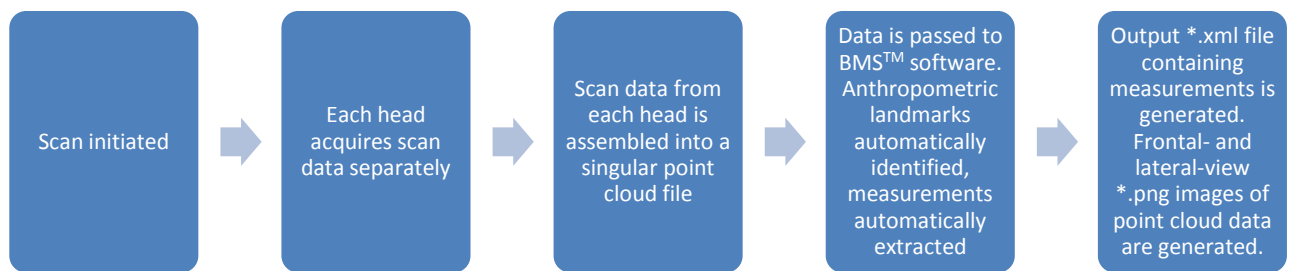 Scan initiated
Each head
acquires scan
data separately
Scan data from
each head is
assembled into a
singular point
cloud file
Data is passed to
BMS™ software.
Anthropometric
landmarks
automatically
identified,
measurements
automatically
extracted
Output *.xml file
containing
measurements is
generated.
Frontal- and
lateral-view
*.png images of
point cloud data
are generated.